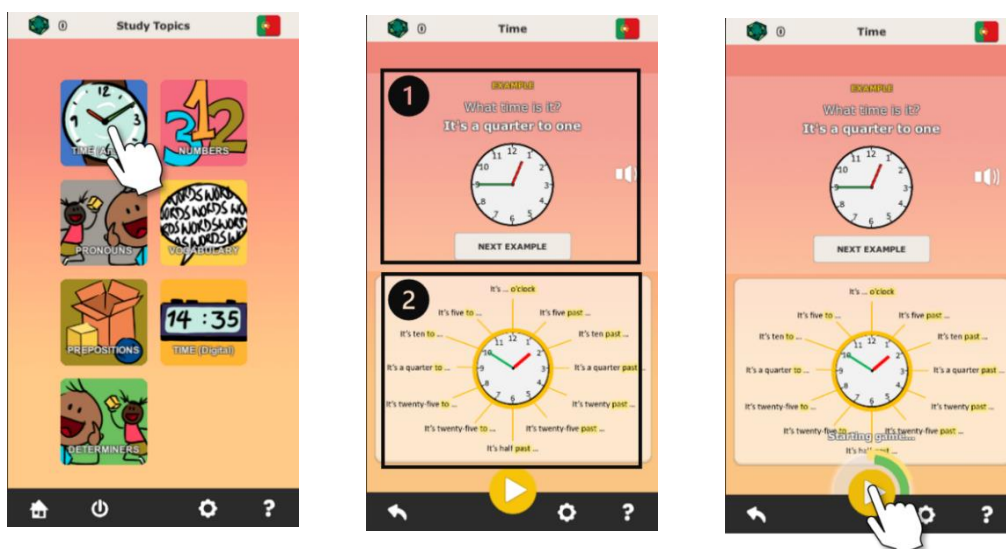 0
Study Topics
12
3
TIME (A
NUMBERS
PRONOUNS
VOCABULARY
PREPOSITIONS
14:35
TIME (Digital)
DETERMINERS
?
0
Time
1
EXAMPLE
What time is it?
It's a quarter to one
NEXT EXAMPLE
2
It's ... o'clock
It's five to ...
It's five past ...
It's ten to ...
It's ten past ...
It's a quarter to ...
It's a quarter past ...
It's twenty-five to ...
It's twenty past ...
It's twenty-five to ...
It's twenty-five past ...
It's half past ...
?
0
Time
EXAMPLE
What time is it?
It's a quarter to one
NEXT EXAMPLE
It's ... o'clock
It's five to ...
It's five past ...
It's ten to ...
It's ten past ...
It's a quarter to ...
It's a quarter past ...
It's twenty-five to ...
It's twenty past ...
It's twenty-five
It's twenty-five past ...
Starting game...
It's half past ...
?